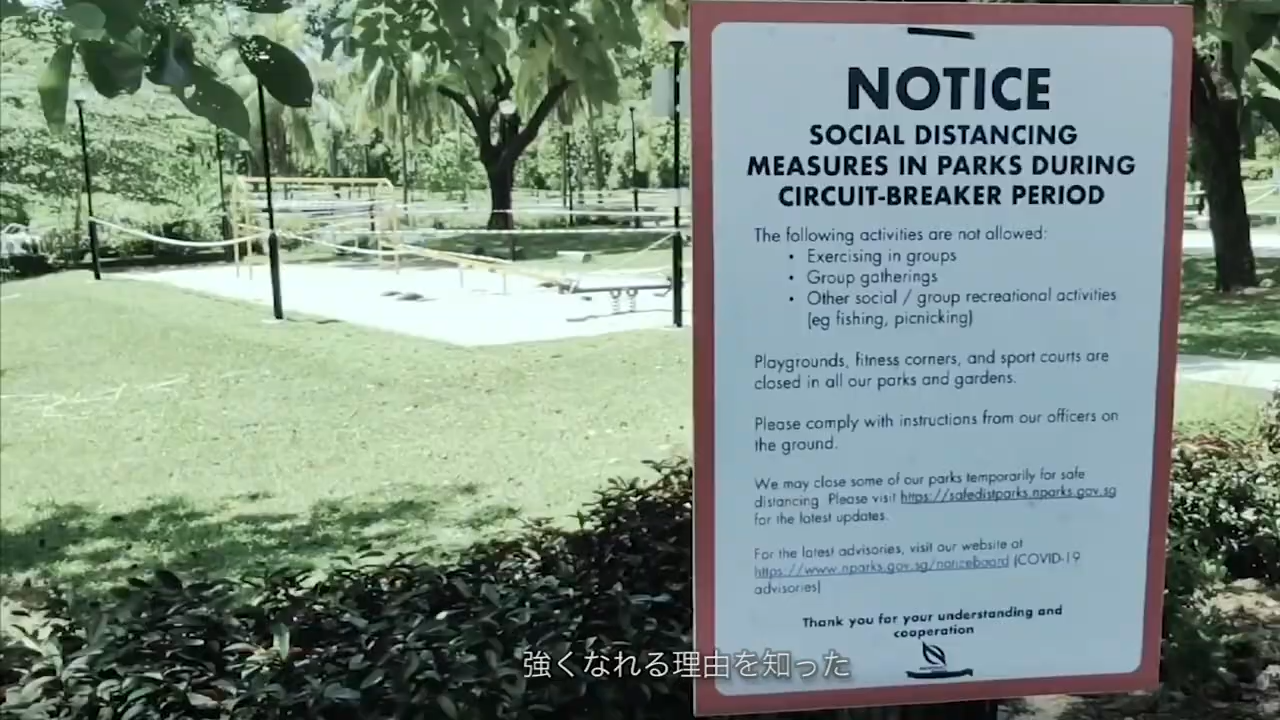 NOTICE
SOCIAL DISTANCING
MEASURES IN PARKS DURING
CIRCUIT-BREAKER PERIOD
The following activities are not allowed:
• Exercising in groups
• Group gatherings
• Other social / group recreational activities
(eg fishing, picnicking)
Playgrounds, fitness corners, and sport courts are
closed in all our parks and gardens.
Please comply with instructions from our officers on
the ground.
We may close some of our parks temporarily for safe
distancing. Please visit https://safedistparks.nparks.gov.sg
for the latest updates.
For the latest advisories, visit our website at
https://www.nparks.gov.sg/noticeboard (COVID-19
advisories)
Thank you for your understanding and
cooperation
強くなれる理由を知った